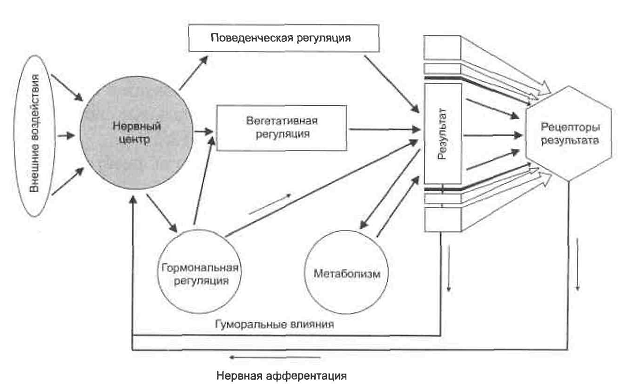 Поведенческая регуляция
Внешние воздействия
Нервный
центр
Вегетативная
регуляция
Результат
Рецепторы
результата
Гормональная
регуляция
Метаболизм
Гуморальные влияния
Нервная афферентация